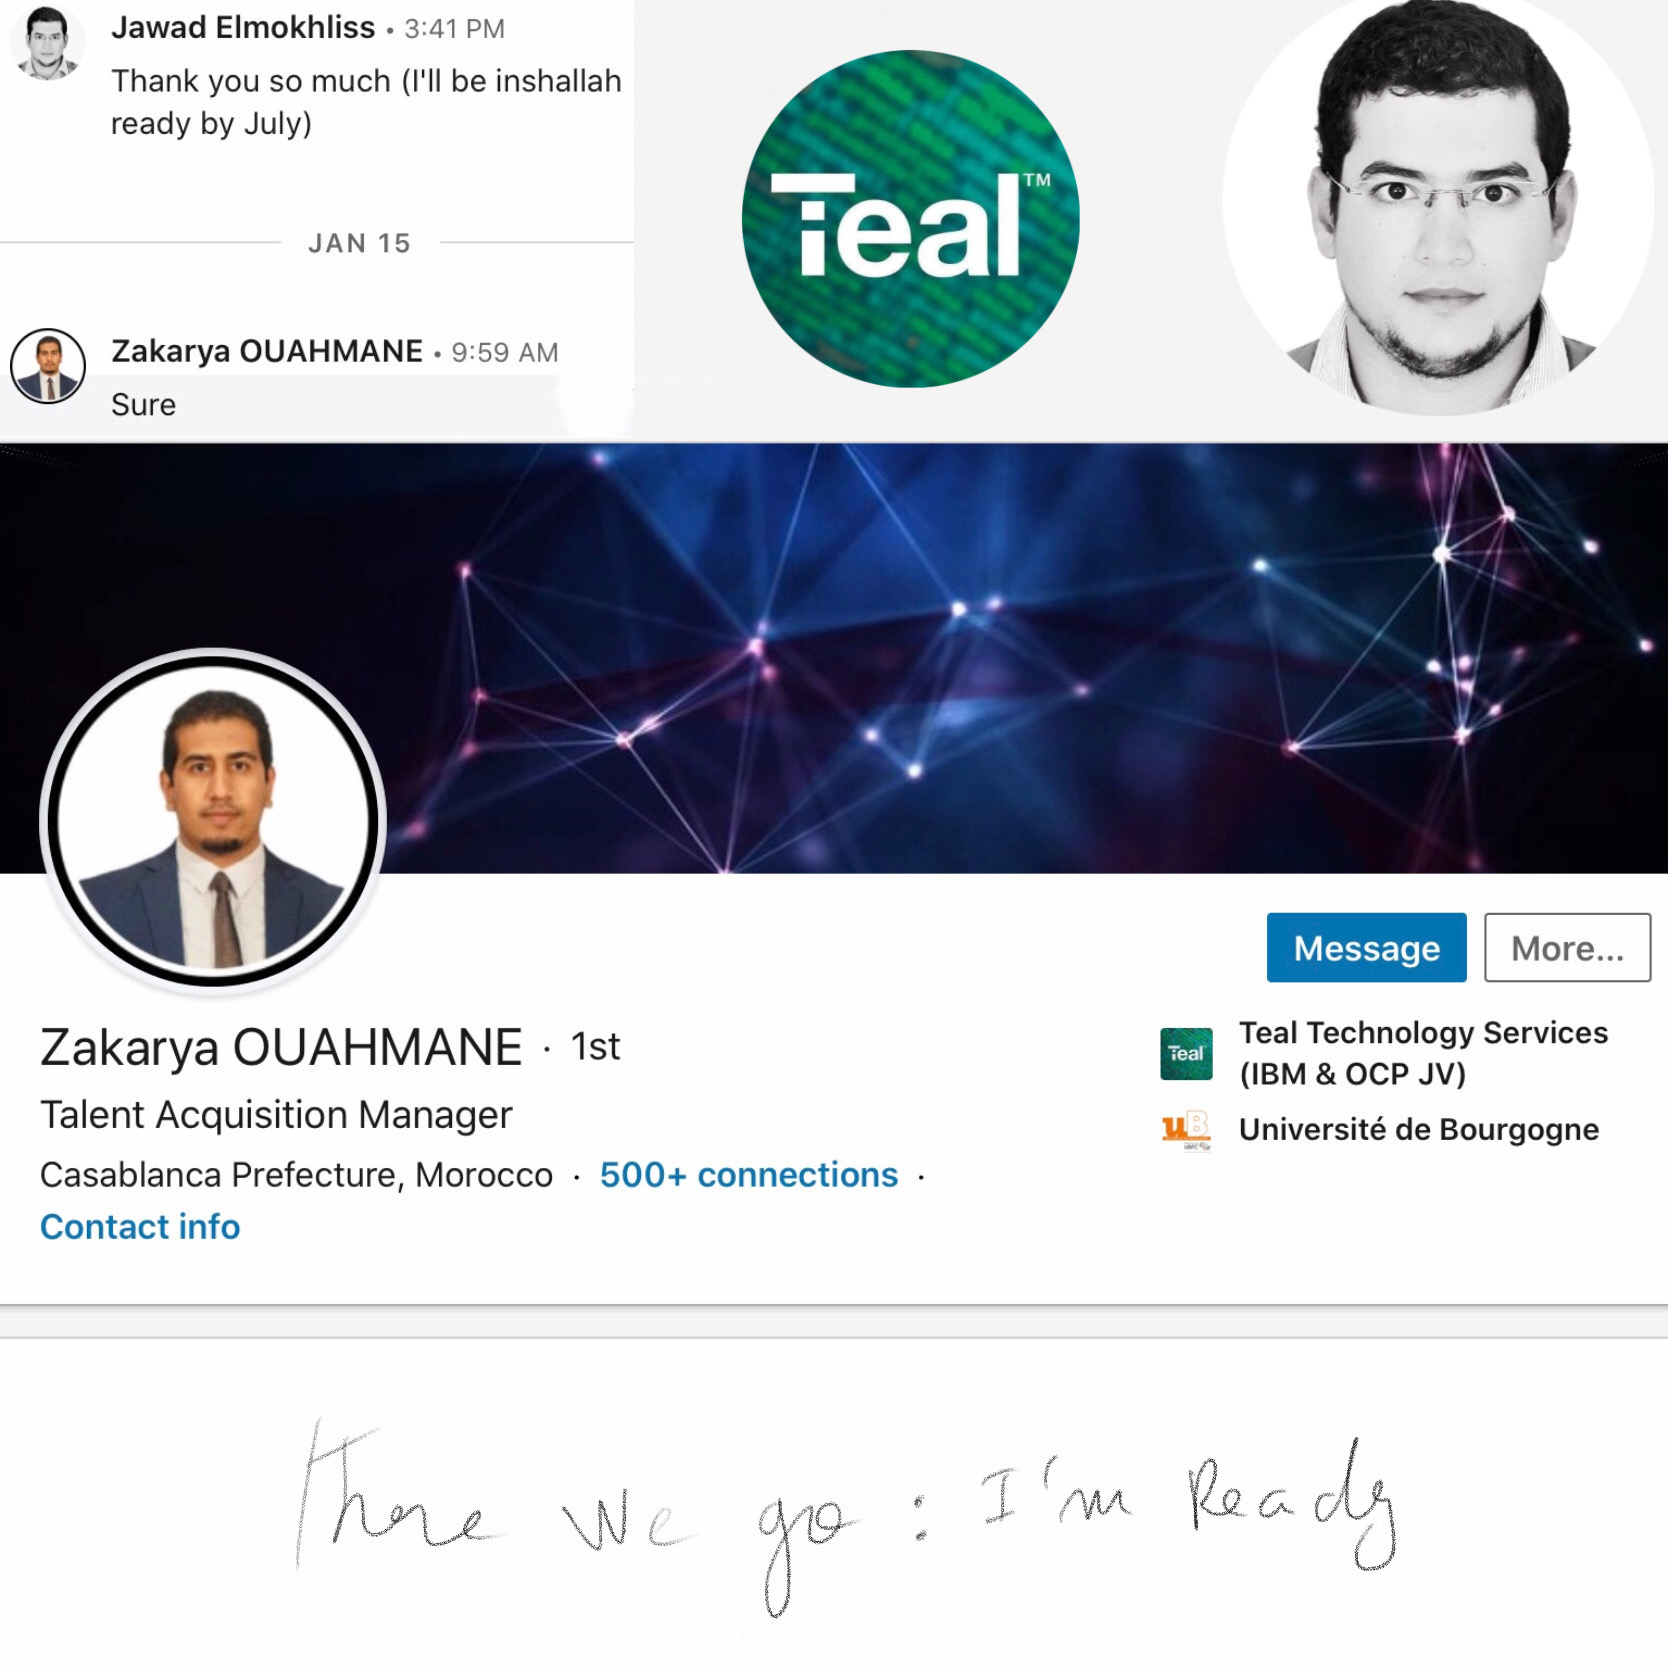 Jawad Elmokhliss • 3:41 PM
Thank you so much (I'll be inshallah
ready by July)
JAN 15
Zakarya OUAHMANE • 9:59 AM
Sure
Teal™
Zakarya OUAHMANE · 1st
Talent Acquisition Manager
Casablanca Prefecture, Morocco · 500+ connections ·
Contact info
Message
More...
Teal
Teal Technology Services
(IBM & OCP JV)
uB
Université de Bourgogne
There we go : I'm Ready